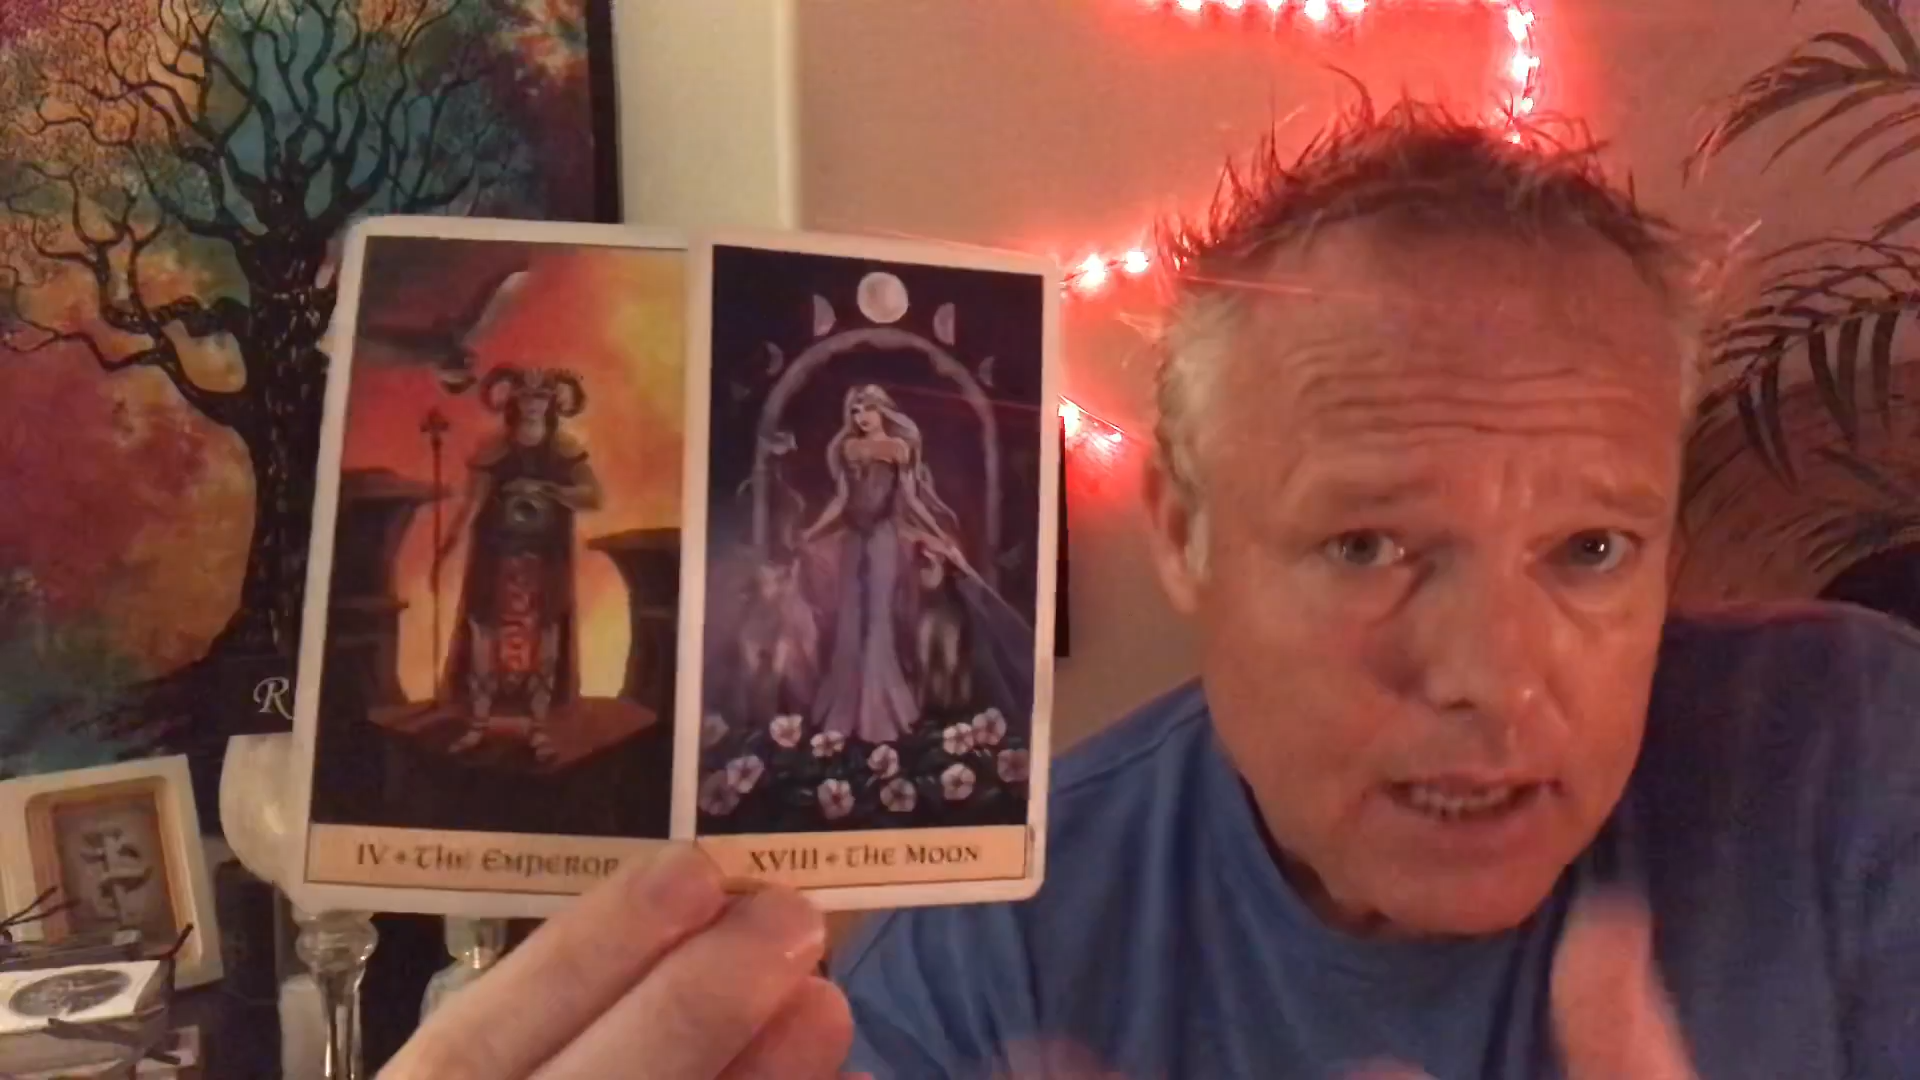 R
IV ✦ THE EMPEROR
XVIII ✦ THE MOON